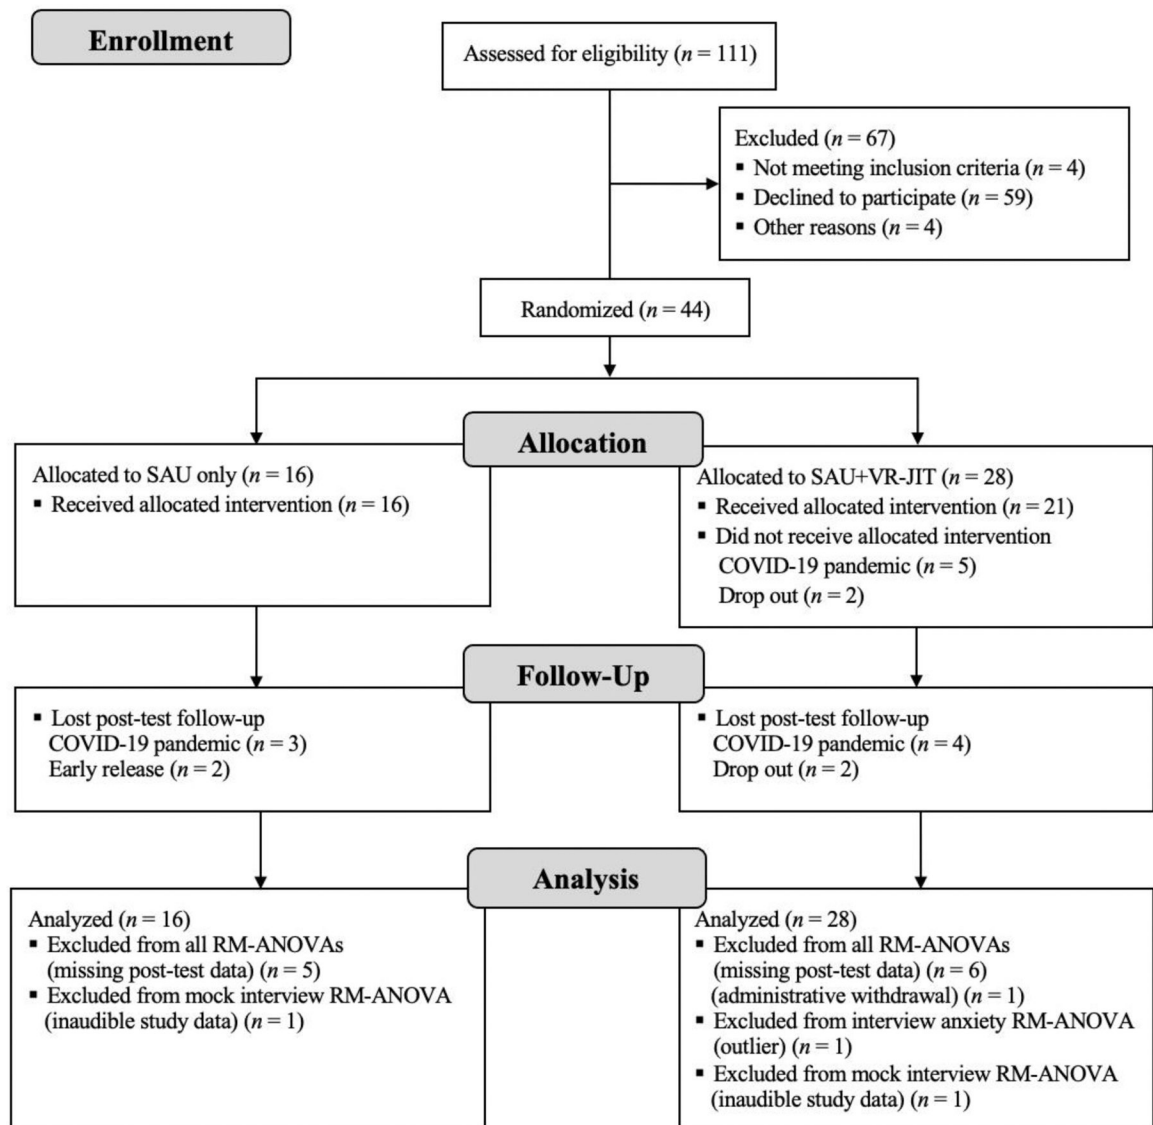 Enrollment
Assessed for eligibility (n = 111)
Excluded (n = 67)
▪ Not meeting inclusion criteria (n = 4)
▪ Declined to participate (n = 59)
▪ Other reasons (n = 4)
Randomized (n = 44)
Allocation
Allocated to SAU only (n = 16)
▪ Received allocated intervention (n = 16)
Allocated to SAU+VR-JIT (n = 28)
▪ Received allocated intervention (n = 21)
▪ Did not receive allocated intervention
COVID-19 pandemic (n = 5)
Drop out (n = 2)
Follow-Up
▪ Lost post-test follow-up
COVID-19 pandemic (n = 3)
Early release (n = 2)
▪ Lost post-test follow-up
COVID-19 pandemic (n = 4)
Drop out (n = 2)
Analysis
Analyzed (n = 16)
▪ Excluded from all RM-ANOVAs
(missing post-test data) (n = 5)
▪ Excluded from mock interview RM-ANOVA
(inaudible study data) (n = 1)
Analyzed (n = 28)
▪ Excluded from all RM-ANOVAs
(missing post-test data) (n = 6)
(administrative withdrawal) (n = 1)
▪ Excluded from interview anxiety RM-ANOVA
(outlier) (n = 1)
▪ Excluded from mock interview RM-ANOVA
(inaudible study data) (n = 1)